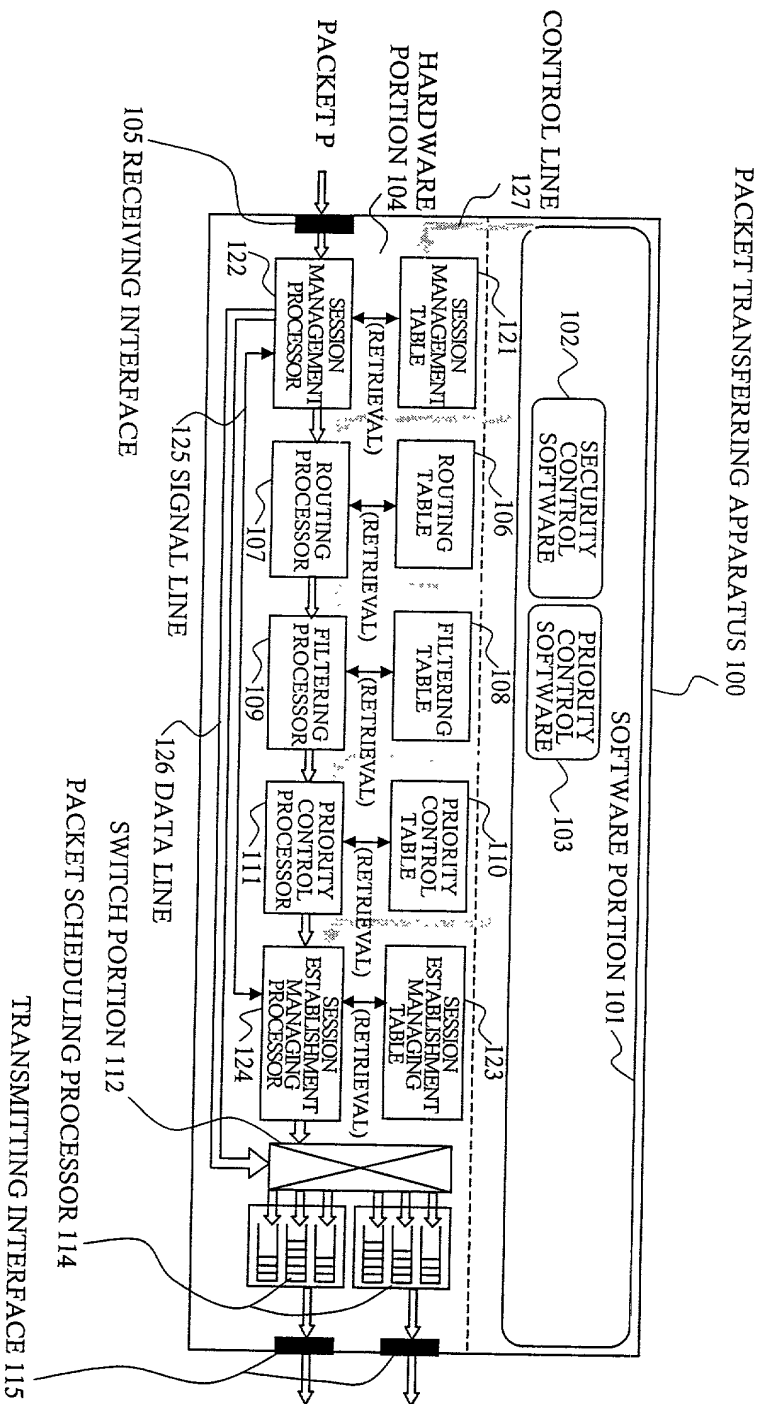 PACKET TRANSFERRING APPARATUS 100
SOFTWARE PORTION 101
102
SECURITY
CONTROL
SOFTWARE
PRIORITY
CONTROL
SOFTWARE
103
CONTROL LINE
127
HARDWARE
PORTION 104
121
SESSION
MANAGEMENT
TABLE
106
ROUTING
TABLE
108
FILTERING
TABLE
110
PRIORITY
CONTROL
TABLE
123
SESSION
ESTABLISHMENT
MANAGING
TABLE
(RETRIEVAL)
(RETRIEVAL)
(RETRIEVAL)
(RETRIEVAL)
(RETRIEVAL)
PACKET P
105 RECEIVING INTERFACE
SESSION
MANAGEMENT
PROCESSOR
122
ROUTING
PROCESSOR
107
FILTERING
PROCESSOR
109
PRIORITY
CONTROL
PROCESSOR
111
SESSION
ESTABLISHMENT
MANAGING
PROCESSOR
124
125 SIGNAL LINE
126 DATA LINE
SWITCH PORTION 112
PACKET SCHEDULING PROCESSOR 114
TRANSMITTING INTERFACE 115